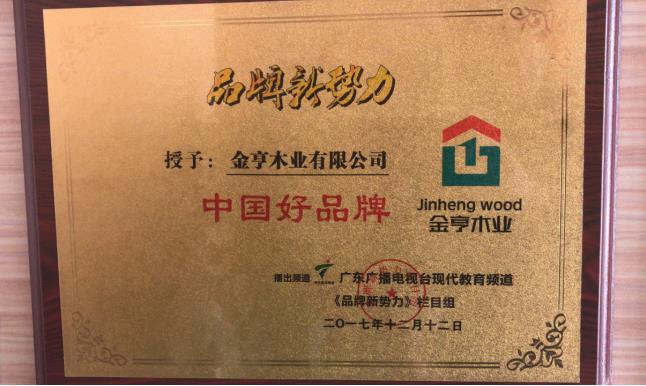 品牌新势力
授予：金亨木业有限公司
中国好品牌
Jinheng wood
金亨木业
播出频道 广东广播电视台现代教育频道
《品牌新势力》栏目组
二〇一七年十二月十二日